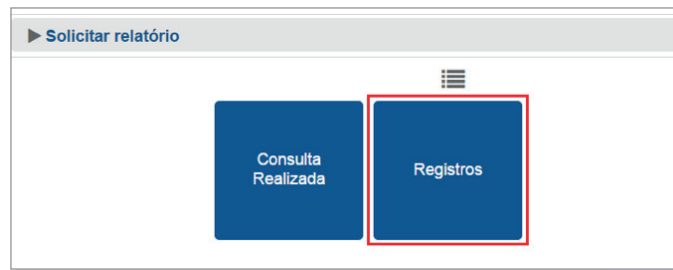 Solicitar relatório
Consulta
Realizada
Registros